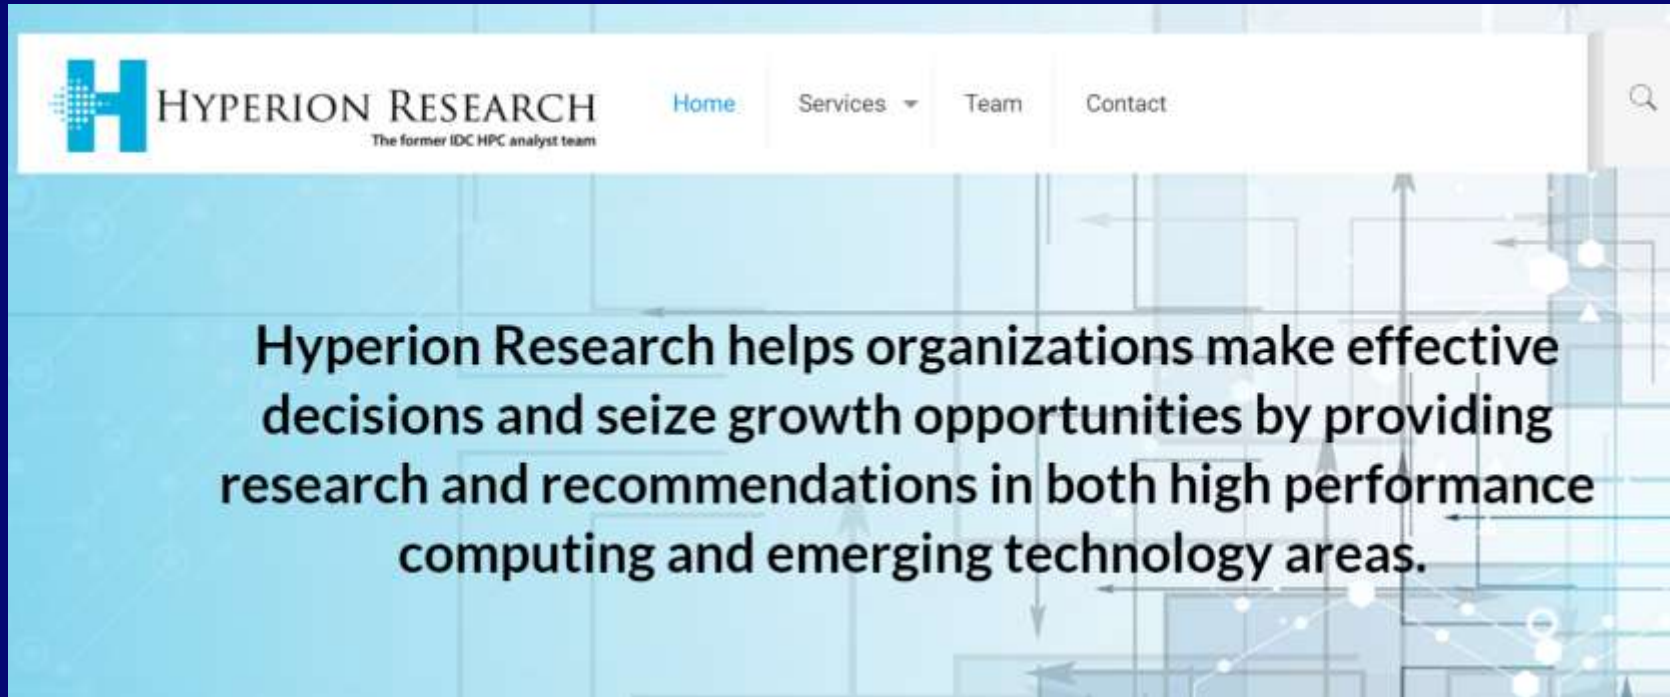 HYPERION RESEARCH
The former IDC HPC analyst team
Home Services Team Contact
Hyperion Research helps organizations make effective
decisions and seize growth opportunities by providing
research and recommendations in both high performance
computing and emerging technology areas.